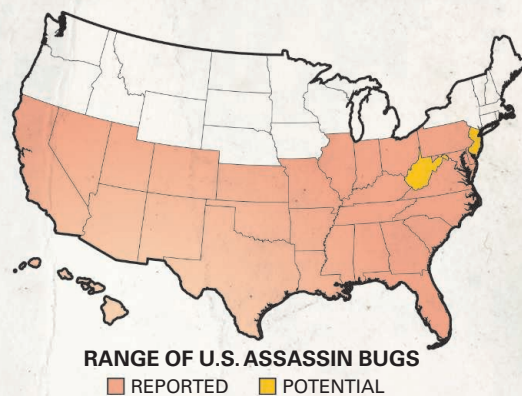 RANGE OF U.S. ASSASSIN BUGS
REPORTED POTENTIAL